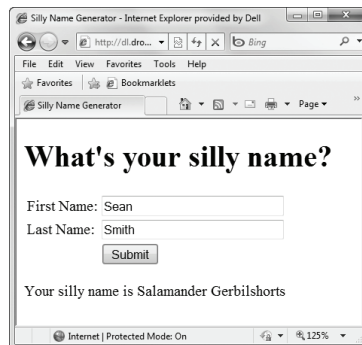 Silly Name Generator - Internet Explorer provided by Dell
http://dl.dro...
Bing
File Edit View Favorites Tools Help
Favorites Bookmarklets
Silly Name Generator Page
What's your silly name?
First Name: Sean
Last Name: Smith
Submit
Your silly name is Salamander Gerbilshorts
Internet | Protected Mode: On 125%